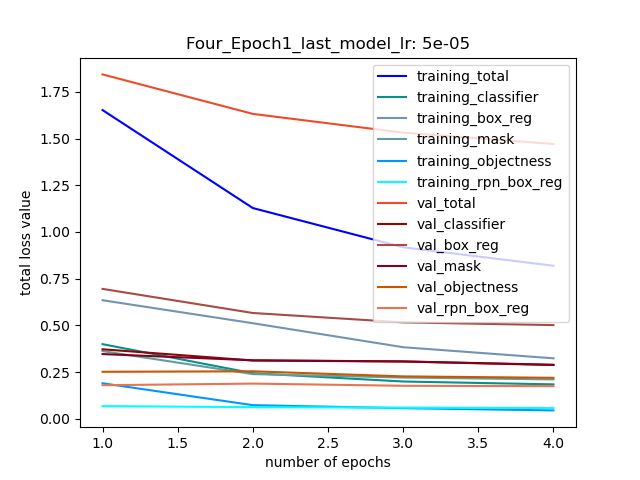 Four_Epoch1_last_model_lr: 5e-05
total loss value
1.75
1.50
1.25
1.00
0.75
0.50
0.25
0.00
training_total
training_classifier
training_box_reg
training_mask
training_objectness
training_rpn_box_reg
val_total
val_classifier
val_box_reg
val_mask
val_objectness
val_rpn_box_reg
1.0 1.5 2.0 2.5 3.0 3.5 4.0
number of epochs